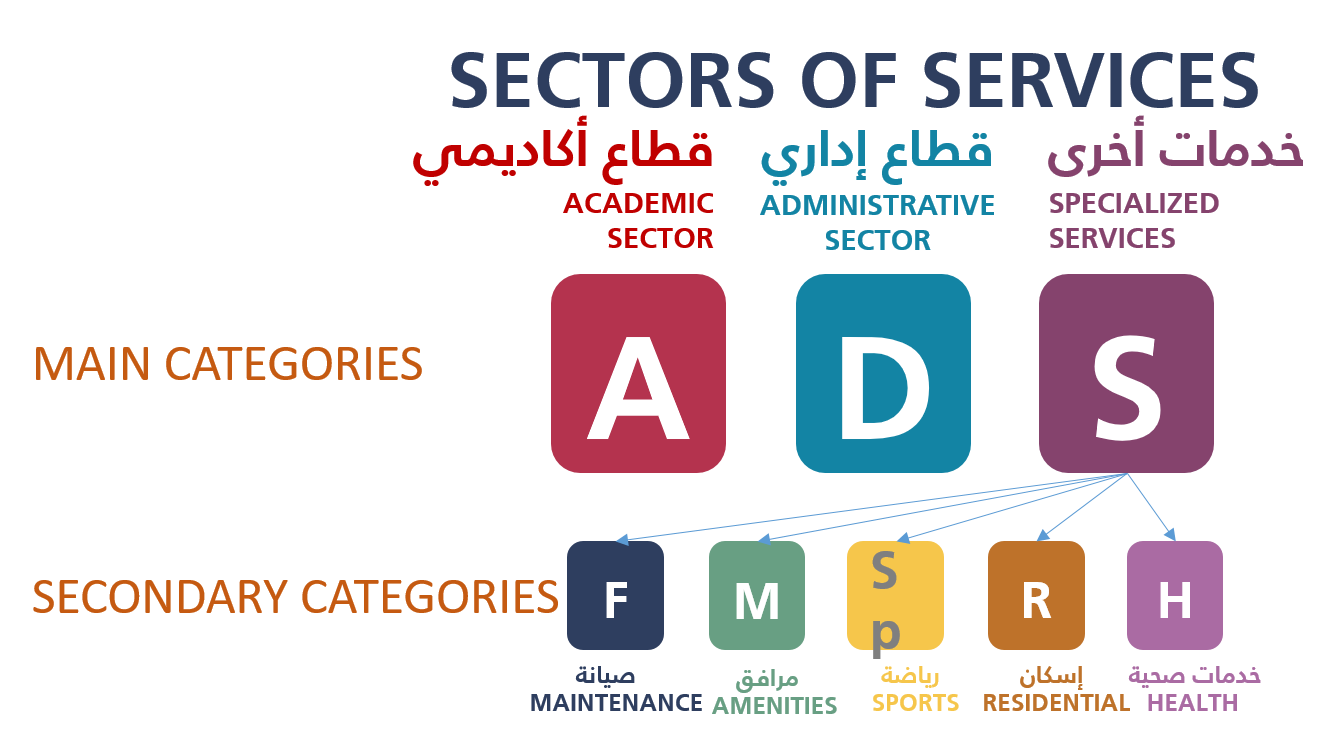 SECTORS OF SERVICES
قطاع أكاديمي
ACADEMIC
SECTOR
قطاع إداري
ADMINISTRATIVE
SECTOR
خدمات أخرى
SPECIALIZED
SERVICES
MAIN CATEGORIES
A
D
S
SECONDARY CATEGORIES
F
M
S
p
R
H
صيانة
MAINTENANCE
مرافق
AMENITIES
رياضة
SPORTS
إسكان
RESIDENTIAL
خدمات صحية
HEALTH